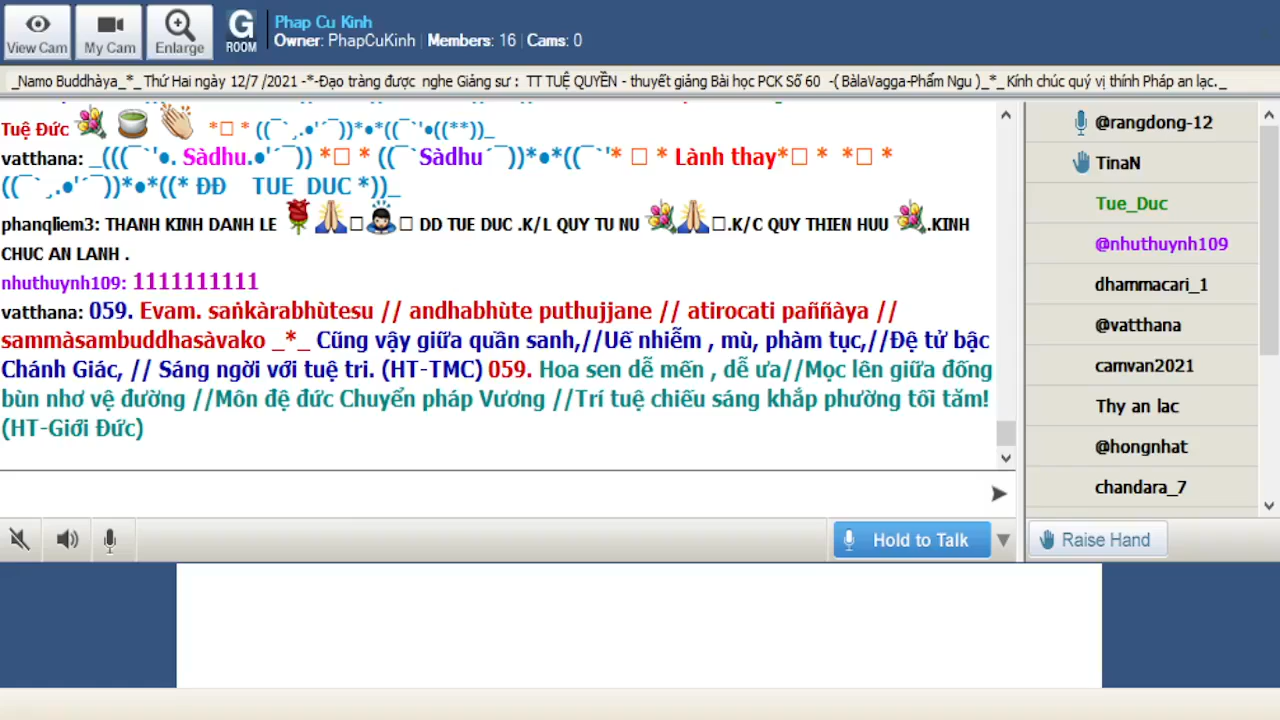 View Cam
My Cam
Enlarge
G
ROOM
Phap Cu Kinh
Owner: PhapCuKinh | Members: 16 | Cams: 0
_Namo Buddhàya_*_ Thứ Hai ngày 12/7 /2021 -*-Đạo tràng được nghe Giảng sư : TT TUỆ QUYỀN - thuyết giảng Bài học PCK Số 60 -( BàlaVagga-Phẩm Ngu )_*_Kính chúc quý vị thính Pháp an lạc._
Tuệ Đức *□ * ((¯`¸.●'´¯))*●*((¯`'●((**))_
vatthana: _(((¯`'●. Sàdhu.●'´¯)) *□ * ((¯`Sàdhu´¯))*●*((¯`'* □ * Lành thay*□ * *□ *
((¯`¸.●'´¯))*●*((* ĐĐ TUE DUC *))_
phanqliem3: THANH KINH DANH LE □ □ DD TUE DUC .K/L QUY TU NU □.K/C QUY THIEN HUU .KINH
CHUC AN LANH .
nhuthuynh109: 1111111111
vatthana: 059. Evam. saṅkàrabhùtesu // andhabhùte puthujjane // atirocati paññàya //
sammàsambuddhasàvako _*_ Cũng vậy giữa quần sanh,//Uế nhiễm , mù, phàm tục,//Đệ tử bậc
Chánh Giác, // Sáng ngời với tuệ tri. (HT-TMC) 059. Hoa sen dễ mến , dễ ưa//Mọc lên giữa đống
bùn nhơ vệ đường //Môn đệ đức Chuyển pháp Vương //Trí tuệ chiếu sáng khắp phường tối tăm!
(HT-Giới Đức)
@rangdong-12
TinaN
Tue_Duc
@nhuthuynh109
dhammacari_1
@vatthana
camvan2021
Thy an lac
@hongnhat
chandara_7
Hold to Talk
Raise Hand